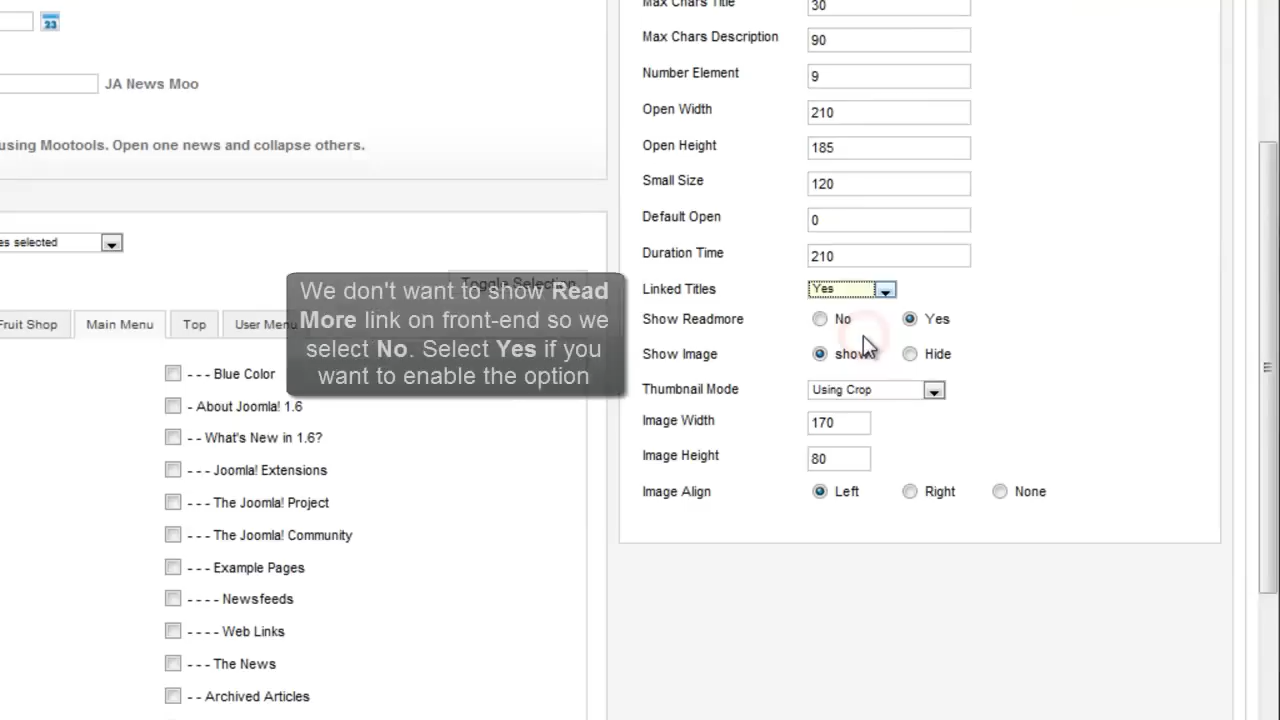 23
JA News Moo
using Mootools. Open one news and collapse others.
es selected
Toggle Selection
Fruit Shop
Main Menu
Top
User Menu
- - - Blue Color
- About Joomla! 1.6
- - What's New in 1.6?
- - - Joomla! Extensions
- - - The Joomla! Project
- - - The Joomla! Community
- - - Example Pages
- - - - Newsfeeds
- - - - Web Links
- - - The News
- - Archived Articles
We don't want to show Read
More link on front-end so we
select No. Select Yes if you
want to enable the option
Max Chars Title 30
Max Chars Description 90
Number Element 9
Open Width 210
Open Height 185
Small Size 120
Default Open 0
Duration Time 210
Linked Titles Yes
Show Readmore No Yes
Show Image show Hide
Thumbnail Mode Using Crop
Image Width 170
Image Height 80
Image Align Left Right None